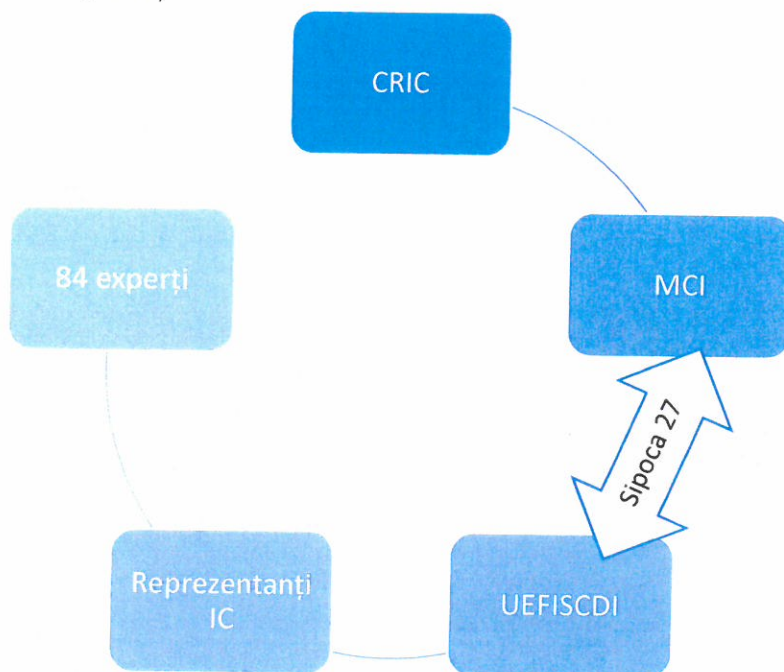 CRIC
84 experți
MCI
Sipoca 27
Reprezentanți
IC
UEFISCDI